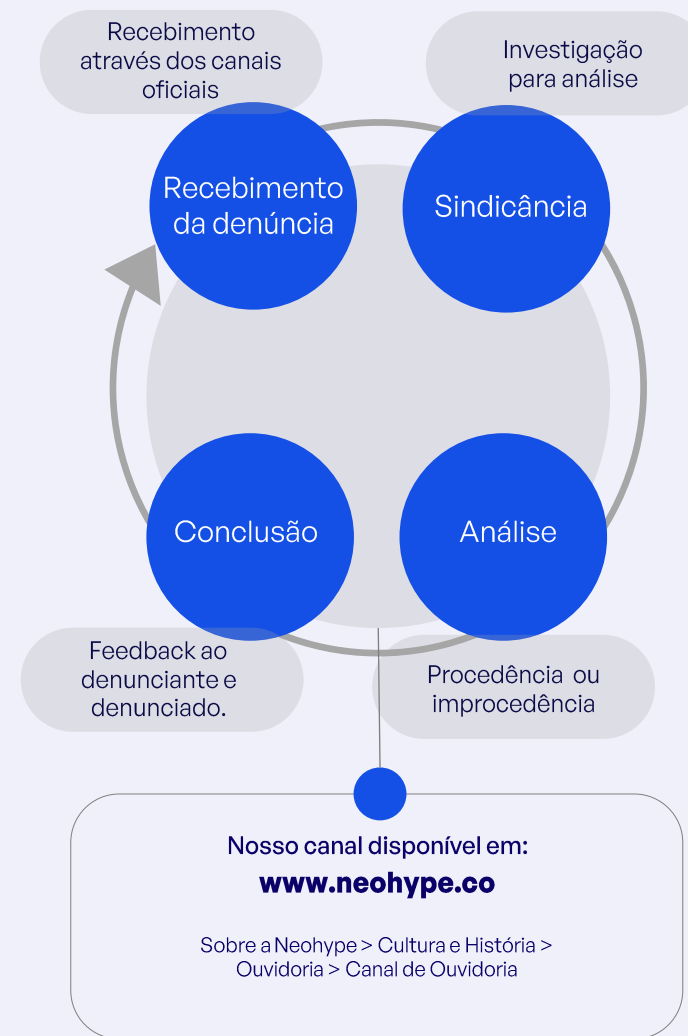 Recebimento
através dos canais
oficiais
Investigação
para análise
Recebimento
da denúncia
Sindicância
Conclusão
Análise
Feedback ao
denunciante e
denunciado.
Procedência ou
improcedência
Nosso canal disponível em:
www.neohype.co
Sobre a Neohype > Cultura e História >
Ouvidoria > Canal de Ouvidoria